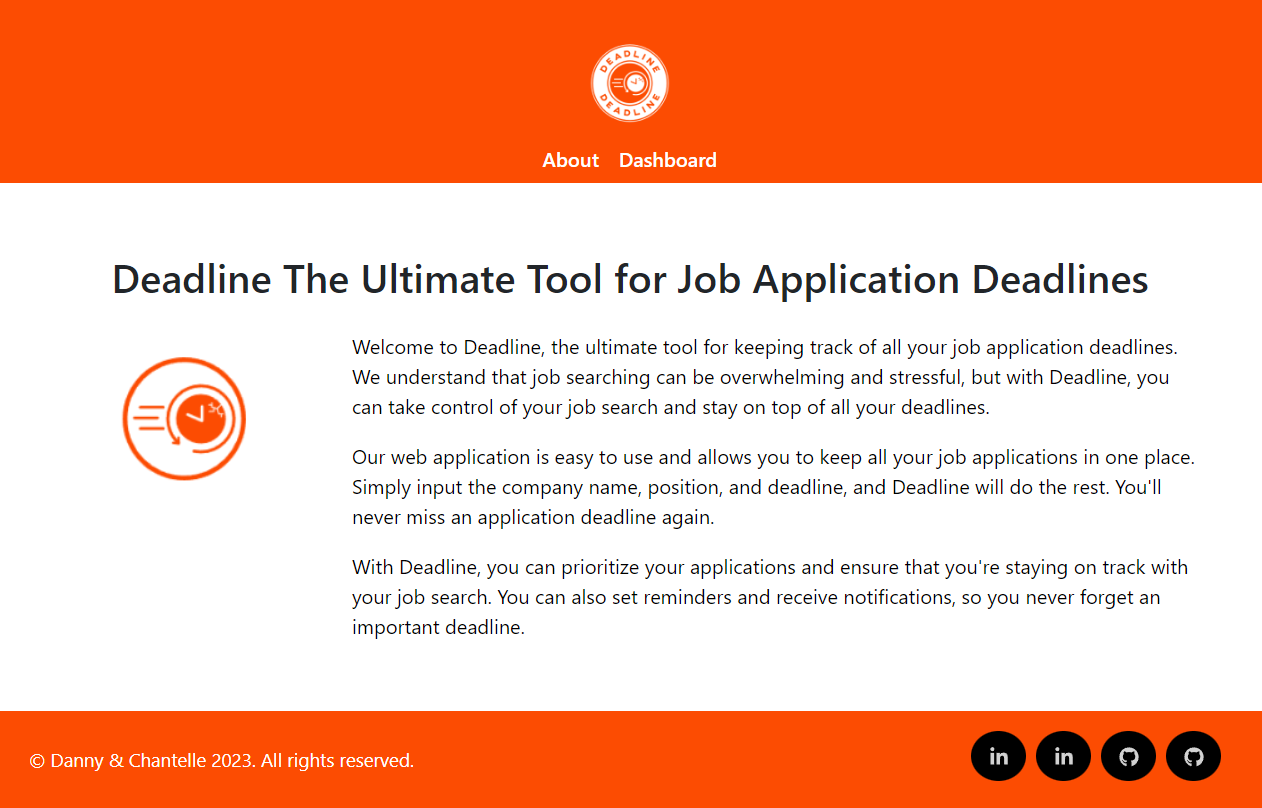 DEADLINE
DEADLINE
About Dashboard
Deadline The Ultimate Tool for Job Application Deadlines
Welcome to Deadline, the ultimate tool for keeping track of all your job application deadlines.
We understand that job searching can be overwhelming and stressful, but with Deadline, you
can take control of your job search and stay on top of all your deadlines.
Our web application is easy to use and allows you to keep all your job applications in one place.
Simply input the company name, position, and deadline, and Deadline will do the rest. You'll
never miss an application deadline again.
With Deadline, you can prioritize your applications and ensure that you're staying on track with
your job search. You can also set reminders and receive notifications, so you never forget an
important deadline.
© Danny & Chantelle 2023. All rights reserved.
in in